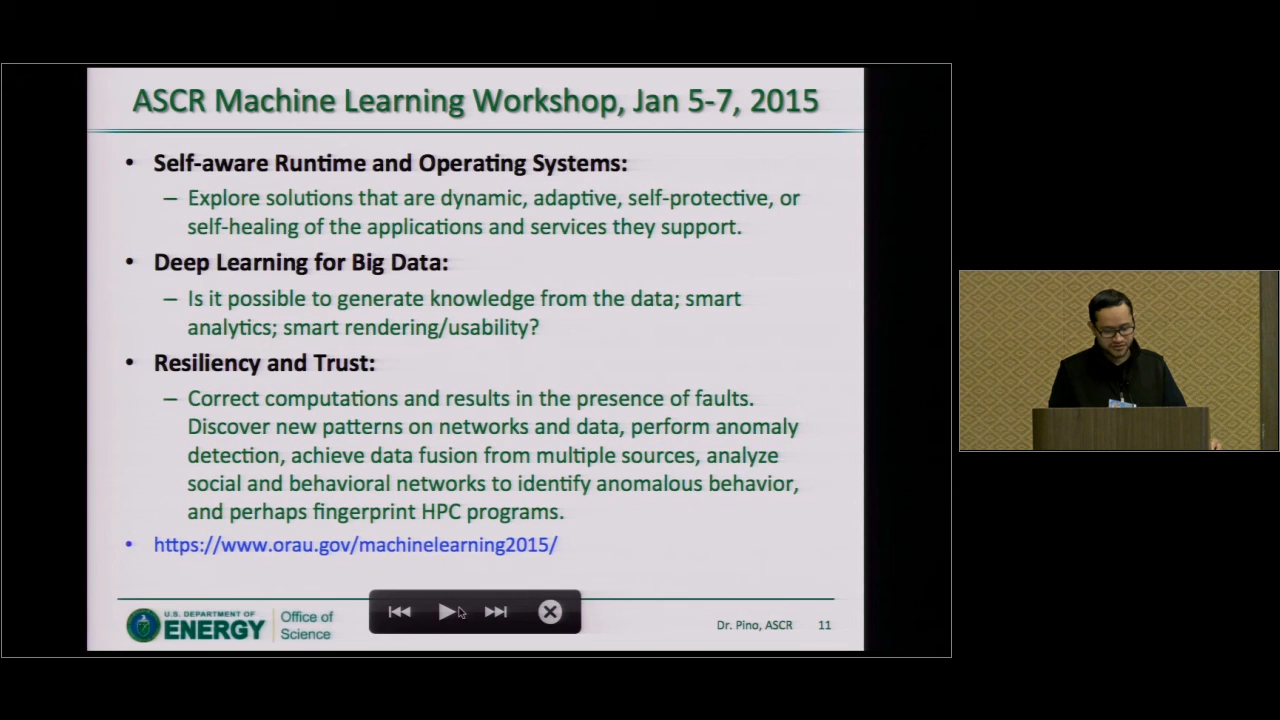 ASCR Machine Learning Workshop, Jan 5-7, 2015
• Self-aware Runtime and Operating Systems:
– Explore solutions that are dynamic, adaptive, self-protective, or
self-healing of the applications and services they support.
• Deep Learning for Big Data:
– Is it possible to generate knowledge from the data; smart
analytics; smart rendering/usability?
• Resiliency and Trust:
– Correct computations and results in the presence of faults.
Discover new patterns on networks and data, perform anomaly
detection, achieve data fusion from multiple sources, analyze
social and behavioral networks to identify anomalous behavior,
and perhaps fingerprint HPC programs.
• https://www.orau.gov/machinelearning2015/
U.S. DEPARTMENT OF
ENERGY
Office of
Science
Dr. Pino, ASCR 11